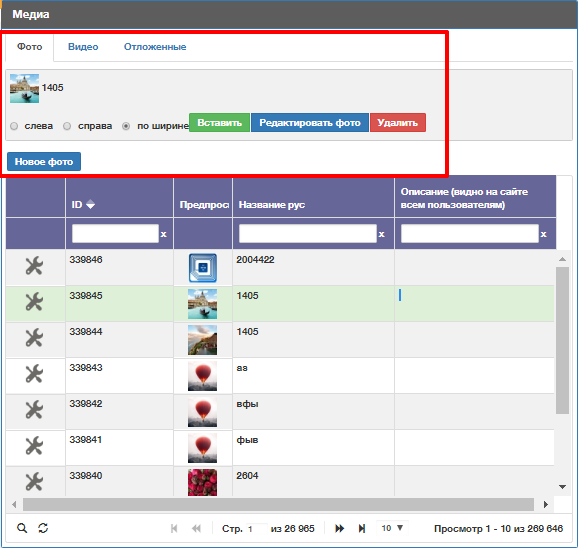 Медиа
Фото Видео Отложенные
1405
слева справа по ширине Вставить Редактировать фото Удалить
Новое фото
ID Предпрос Название рус Описание (видно на сайте
всем пользователям)
x x x
339846 2004422
339845 1405
339844 1405
339843 ав
339842 вфы
339841 фыв
339840 2604
Стр. 1 из 26 965 10 Просмотр 1 - 10 из 269 646